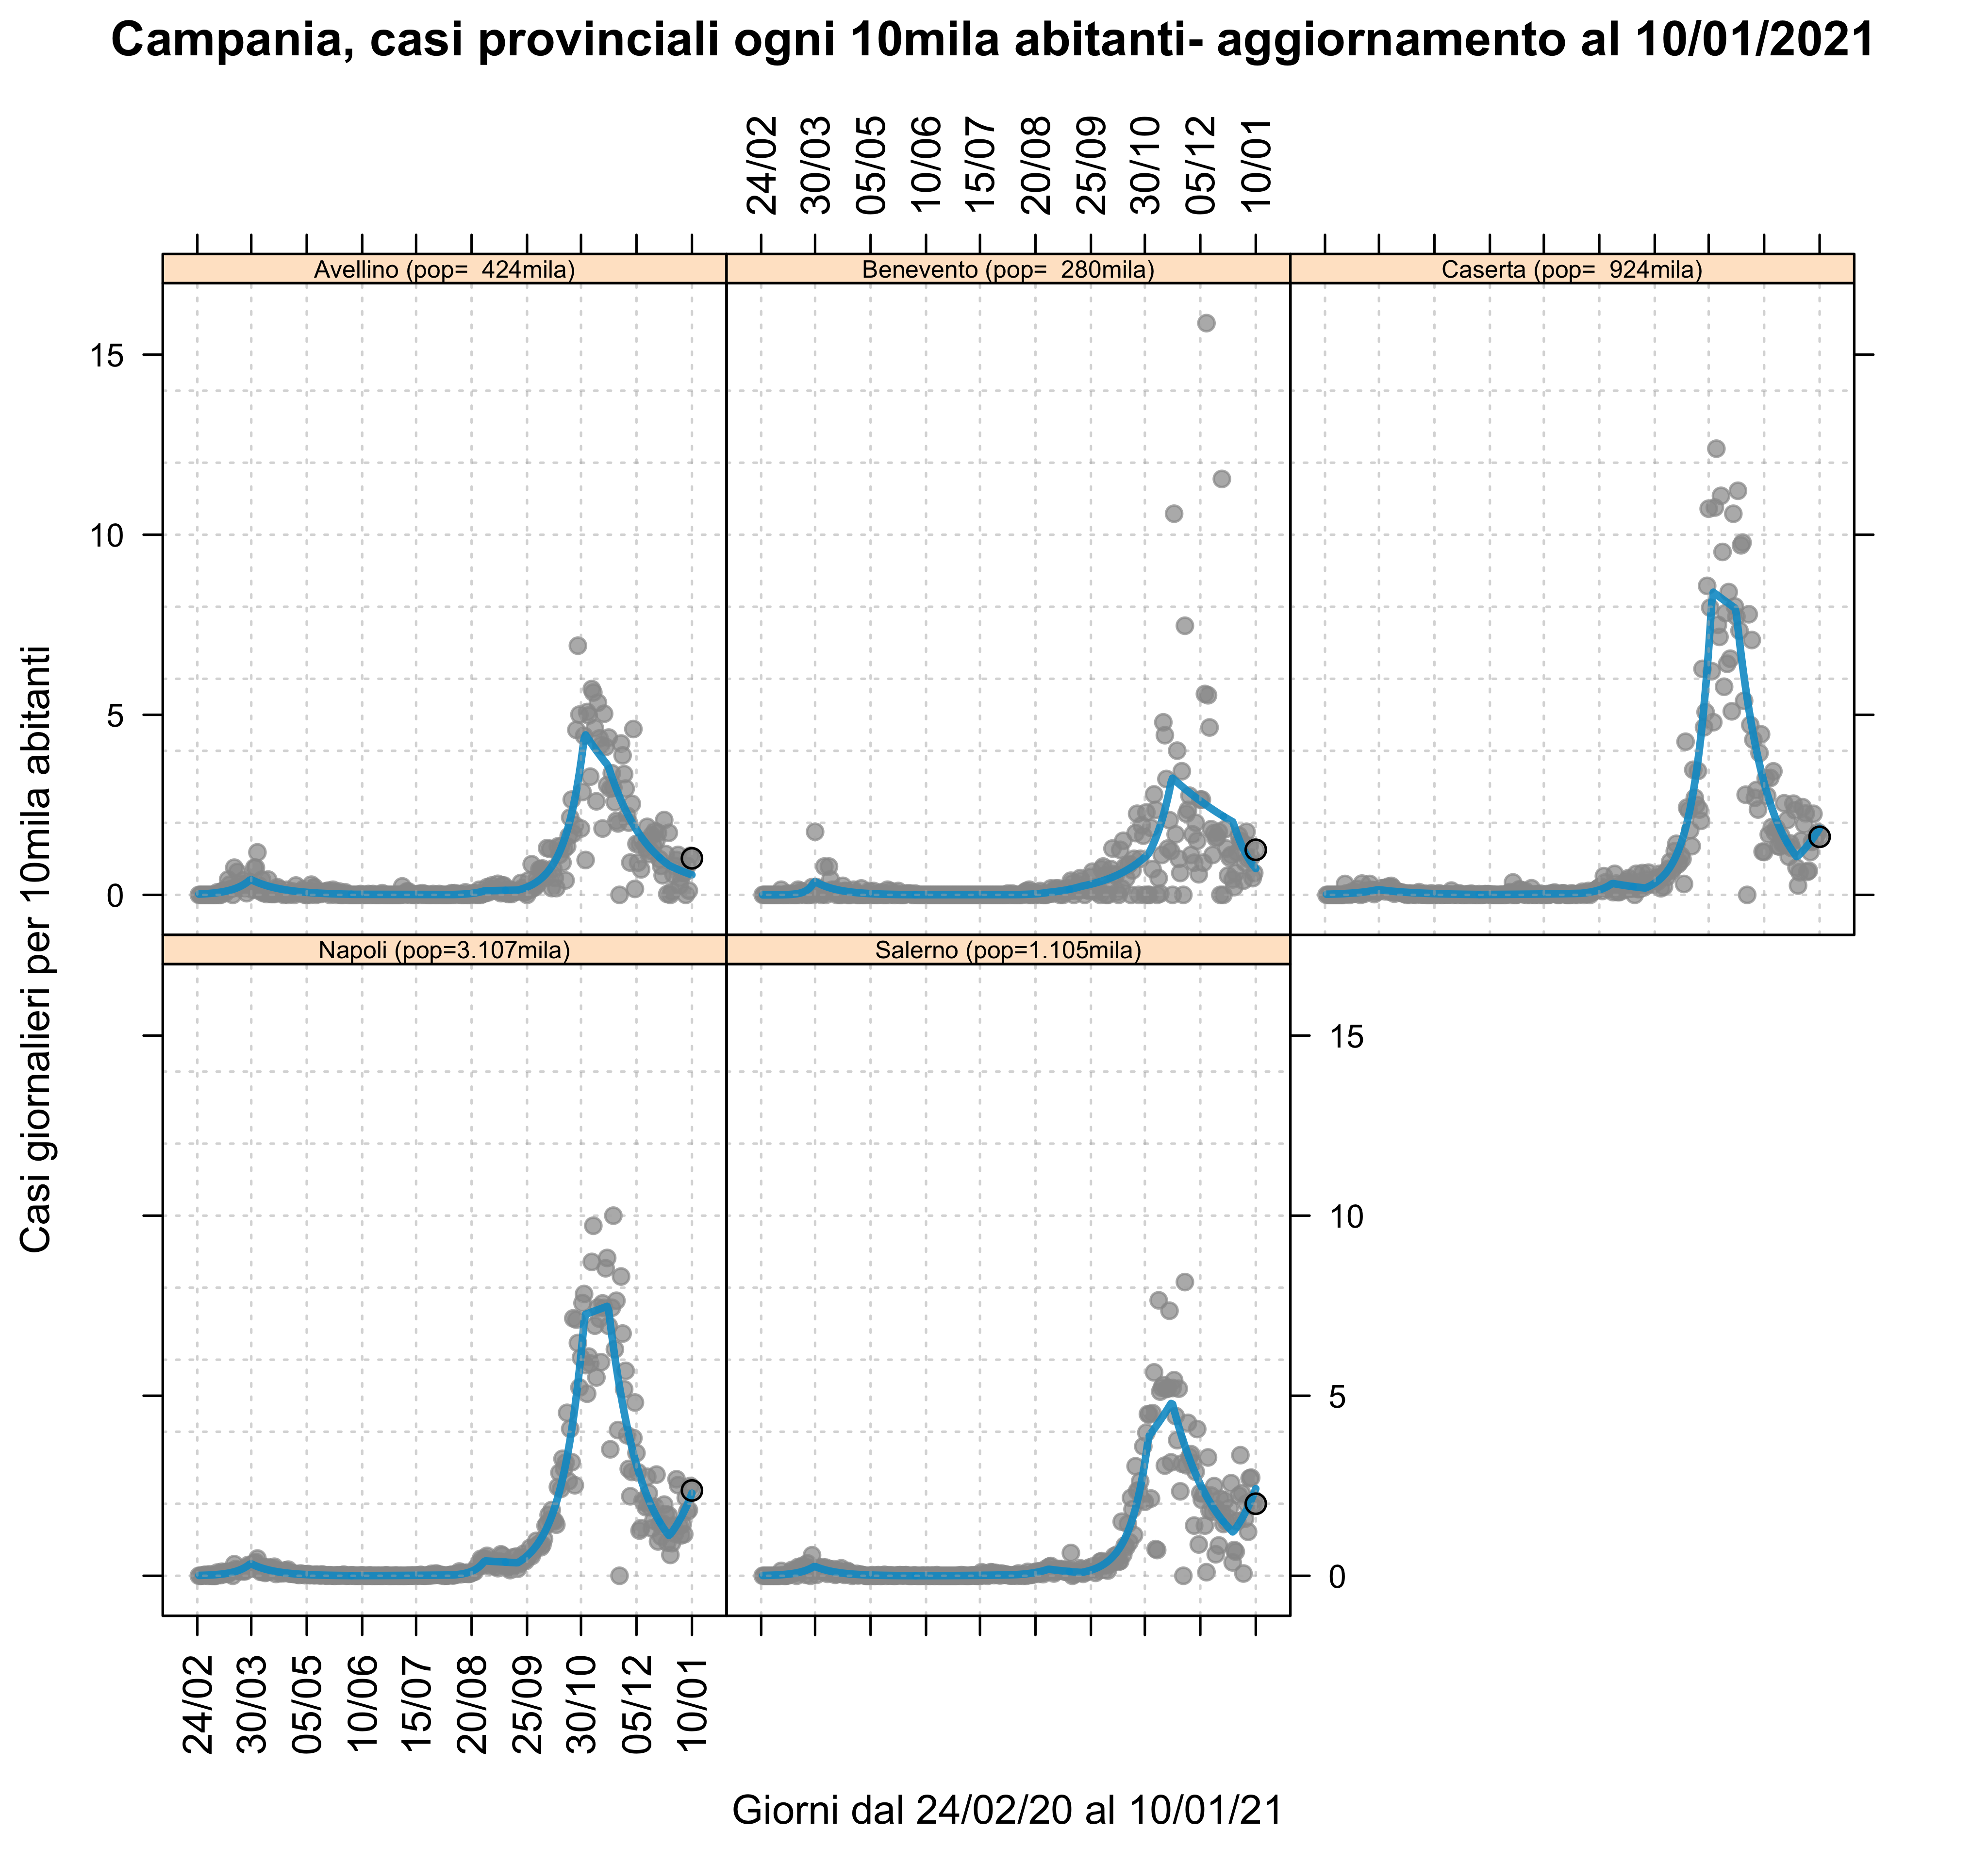 Campania, casi provinciali ogni 10mila abitanti- aggiornamento al 10/01/2021
24/02 30/03 05/05 10/06 15/07 20/08 25/09 30/10 05/12 10/01
Avellino (pop= 424mila)
Benevento (pop= 280mila)
Caserta (pop= 924mila)
15
10
5
0
Casi giornalieri per 10mila abitanti
Napoli (pop=3.107mila)
Salerno (pop=1.105mila)
15
10
5
0
24/02 30/03 05/05 10/06 15/07 20/08 25/09 30/10 05/12 10/01
Giorni dal 24/02/20 al 10/01/21